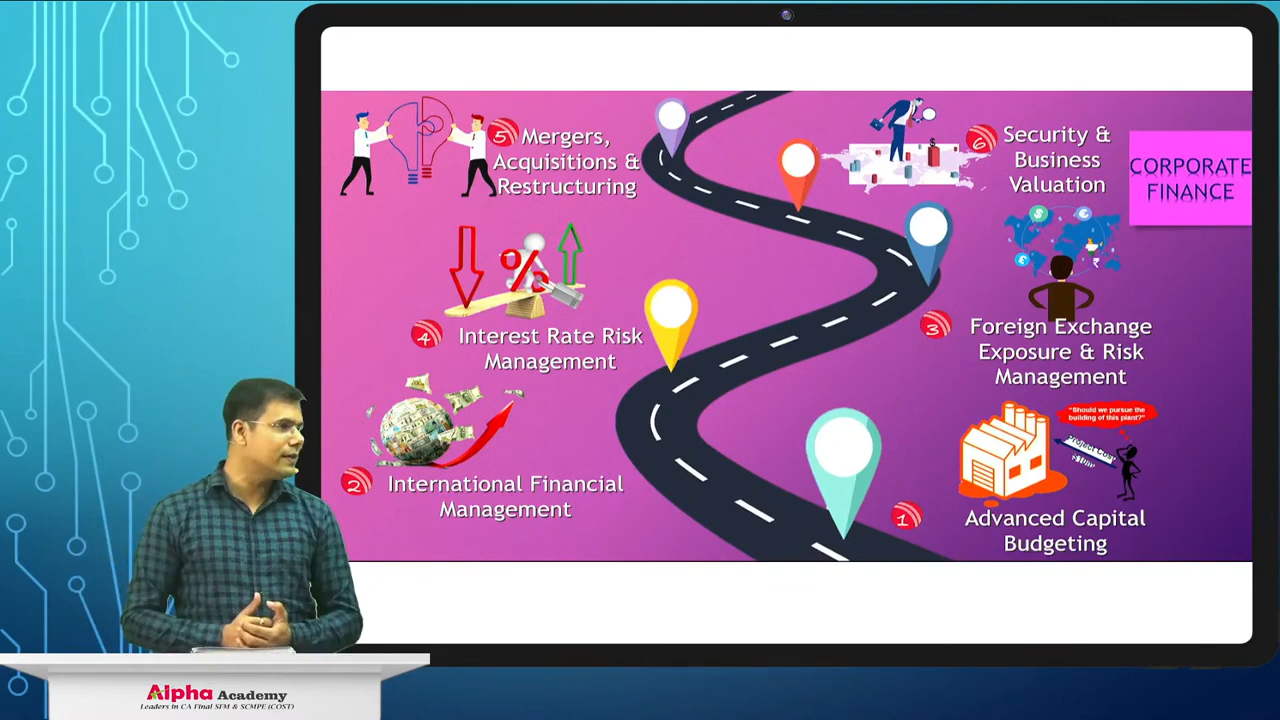 5 Mergers,
Acquisitions &
Restructuring
6 Security &
Business
Valuation
CORPORATE
FINANCE
%
4 Interest Rate Risk
Management
3 Foreign Exchange
Exposure & Risk
Management
2 International Financial
Management
"Should we pursue the
building of this plant?"
Project Cost
1 Advanced Capital
Budgeting
Alpha Academy
Leaders in CA Final SFM & SCMPE (COST)